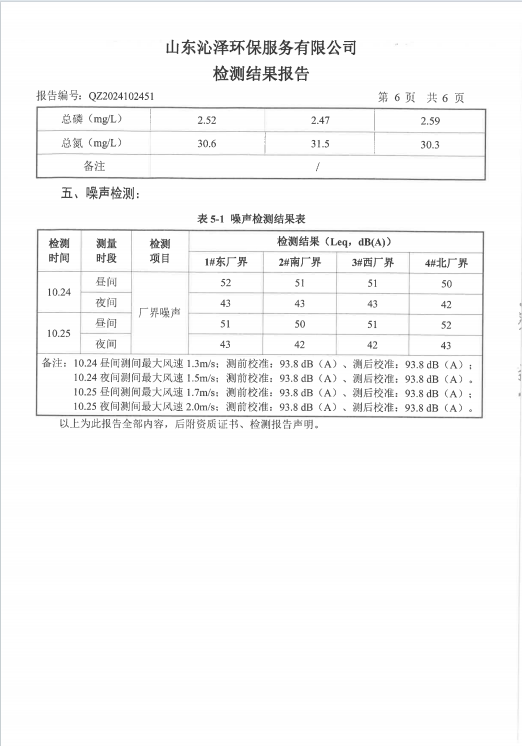 山东沁泽环保服务有限公司
检测结果报告
报告编号：QZ2024102451 第 6 页 共 6 页
总磷（mg/L） 2.52 2.47 2.59
总氮（mg/L） 30.6 31.5 30.3
备注 /
五、噪声检测：
表 5-1 噪声检测结果表
检测时间 测量时段 检测项目 检测结果（Leq，dB(A)）
1#东厂界 2#南厂界 3#西厂界 4#北厂界
10.24 昼间 厂界噪声 52 51 51 50
夜间 43 43 43 42
10.25 昼间 51 50 51 52
夜间 43 42 42 43
备注：10.24 昼间测间最大风速 1.3m/s；测前校准：93.8 dB（A）、测后校准：93.8 dB（A）；
10.24 夜间测间最大风速 1.5m/s；测前校准：93.8 dB（A）、测后校准：93.8 dB（A）。
10.25 昼间测间最大风速 1.7m/s；测前校准：93.8 dB（A）、测后校准：93.8 dB（A）；
10.25 夜间测间最大风速 2.0m/s；测前校准：93.8 dB（A）、测后校准：93.8 dB（A）。
以上为此报告全部内容，后附资质证书、检测报告声明。